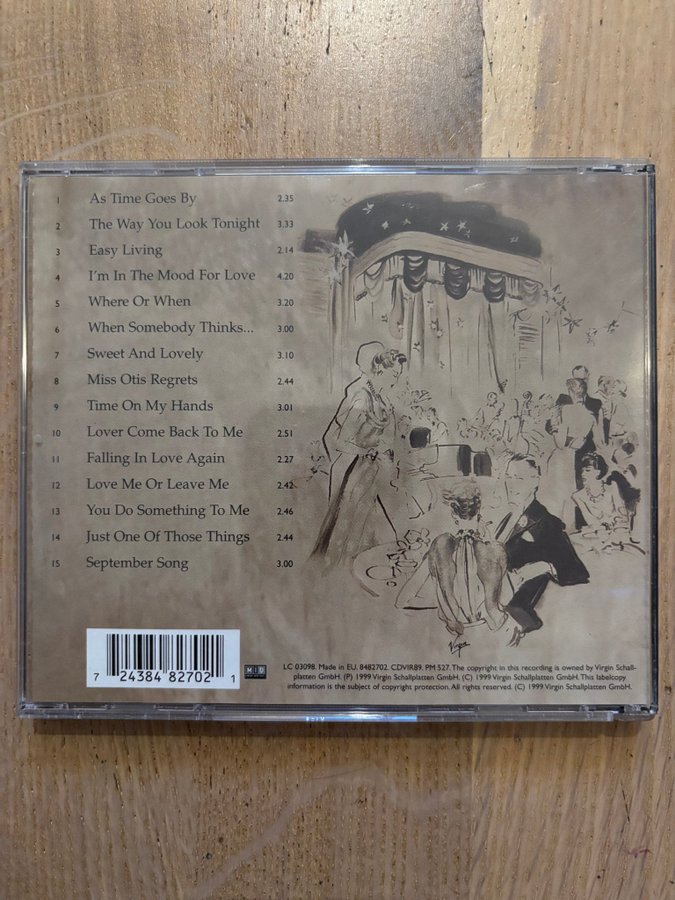 1 As Time Goes By 2.35
2 The Way You Look Tonight 3.33
3 Easy Living 2.14
4 I'm In The Mood For Love 4.20
5 Where Or When 3.20
6 When Somebody Thinks... 3.00
7 Sweet And Lovely 3.10
8 Miss Otis Regrets 2.44
9 Time On My Hands 3.01
10 Lover Come Back To Me 2.51
11 Falling In Love Again 2.27
12 Love Me Or Leave Me 2.42
13 You Do Something To Me 2.46
14 Just One Of Those Things 2.44
15 September Song 3.00
Virgin
7 24384 82702 1
MID
LC 03098. Made in EU. 8482702. CDVIR89. PM 527. The copyright in this recording is owned by Virgin Schall-
platten GmbH. (P) 1999 Virgin Schallplatten GmbH. (C) 1999 Virgin Schallplatten GmbH. This labelcopy
information is the subject of copyright protection. All rights reserved. (C) 1999 Virgin Schallplatten GmbH.